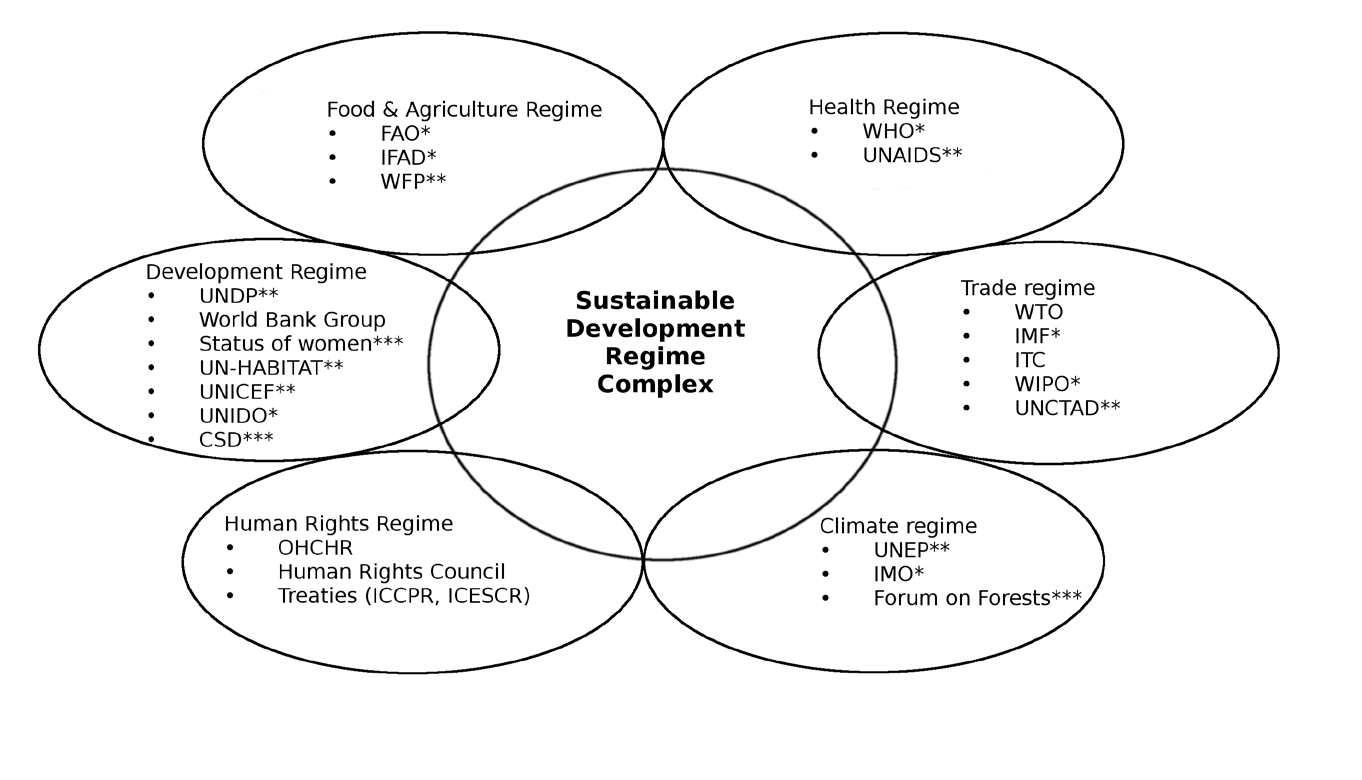 Food & Agriculture Regime
• FAO*
• IFAD*
• WFP**
Health Regime
• WHO*
• UNAIDS**
Development Regime
• UNDP**
• World Bank Group
• Status of women***
• UN-HABITAT**
• UNICEF**
• UNIDO*
• CSD***
Sustainable
Development
Regime
Complex
Trade regime
• WTO
• IMF*
• ITC
• WIPO*
• UNCTAD**
Human Rights Regime
• OHCHR
• Human Rights Council
• Treaties (ICCPR, ICESCR)
Climate regime
• UNEP**
• IMO*
• Forum on Forests***